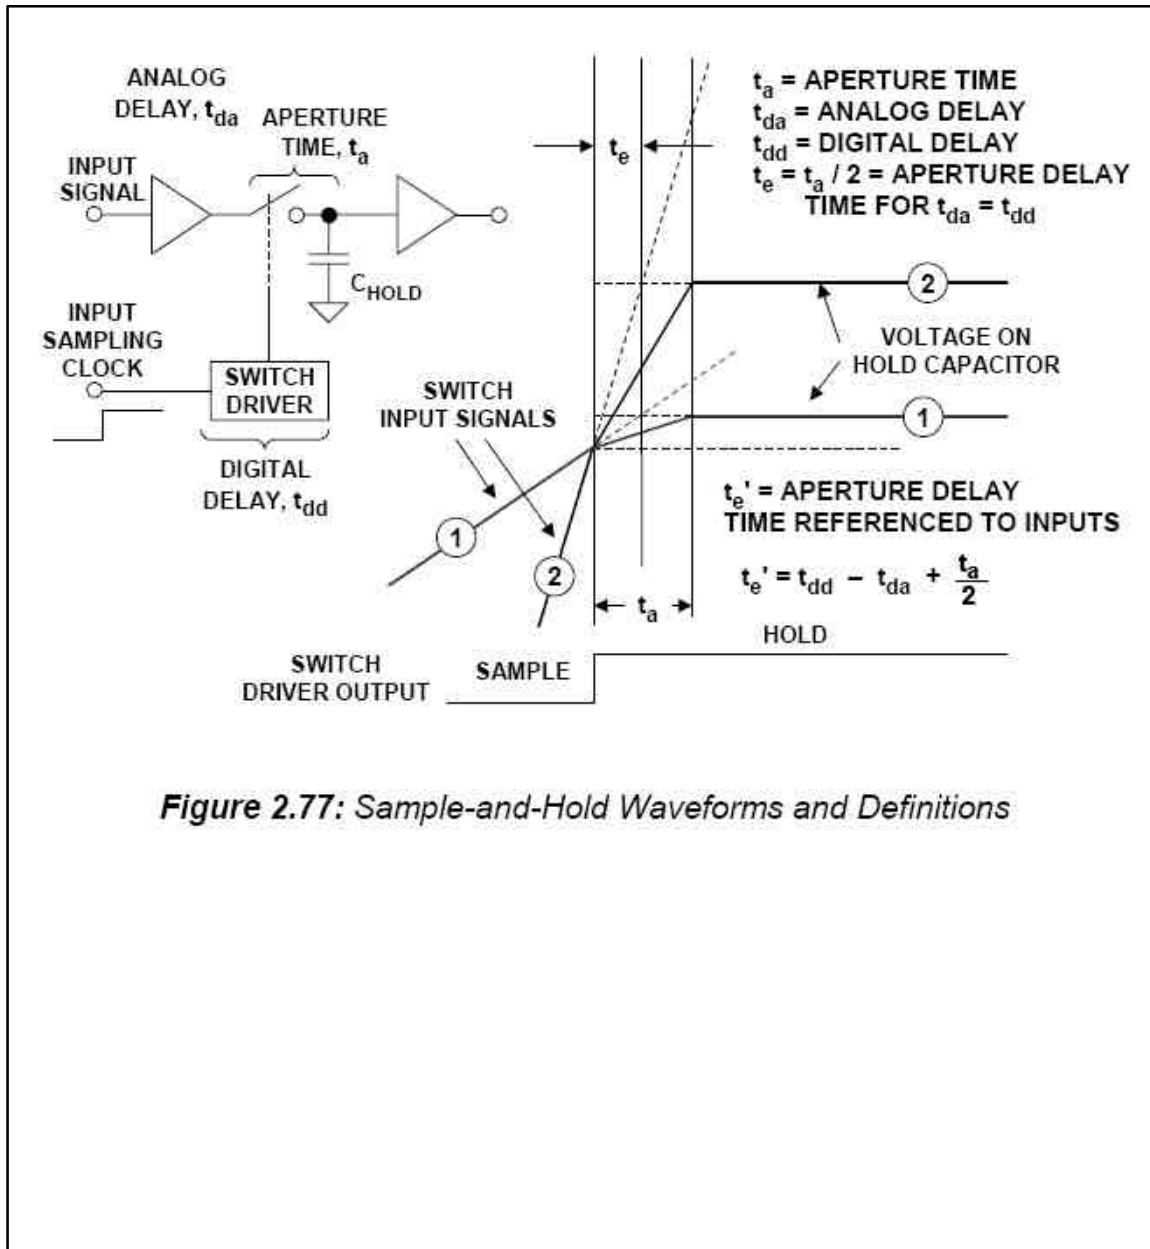 ANALOG
DELAY, tda
APERTURE
TIME, ta
INPUT
SIGNAL
CHOLD
INPUT
SAMPLING
CLOCK
SWITCH
DRIVER
DIGITAL
DELAY, tdd
te
ta = APERTURE TIME
tda = ANALOG DELAY
tdd = DIGITAL DELAY
te = ta / 2 = APERTURE DELAY
TIME FOR tda = tdd
2
VOLTAGE ON
HOLD CAPACITOR
1
SWITCH
INPUT SIGNALS
1
2
te' = APERTURE DELAY
TIME REFERENCED TO INPUTS
te' = tdd – tda + ta/2
ta
HOLD
SWITCH
DRIVER OUTPUT
SAMPLE
Figure 2.77: Sample-and-Hold Waveforms and Definitions